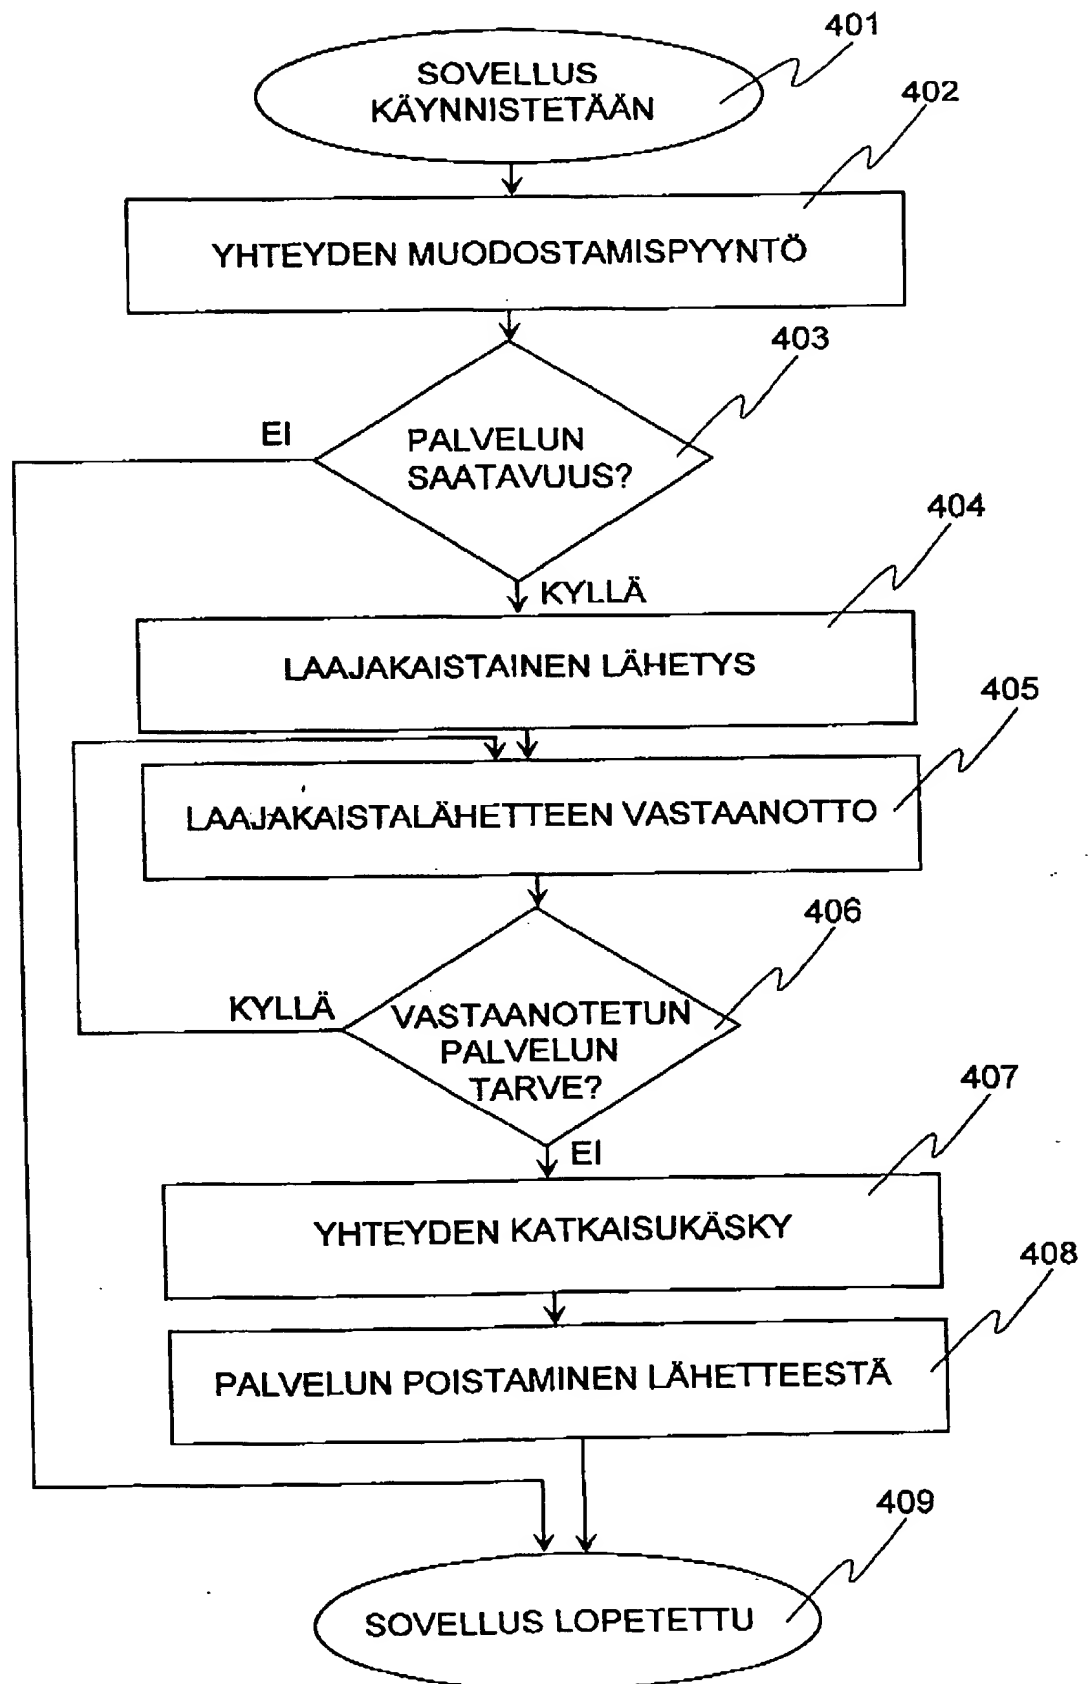 401
SOVELLUS
KÄYNNISTETÄÄN
402
YHTEYDEN MUODOSTAMISPYYNTÖ
403
EI
PALVELUN
SAATAVUUS?
404
KYLLÄ
LAAJAKAISTAINEN LÄHETYS
405
LAAJAKAISTALÄHETTEEN VASTAANOTTO
406
KYLLÄ
VASTAANOTETUN
PALVELUN
TARVE?
407
EI
YHTEYDEN KATKAISUKÄSKY
408
PALVELUN POISTAMINEN LÄHETTEESTÄ
409
SOVELLUS LOPETETTU